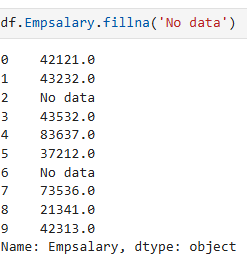 df.Empsalary.fillna('No data')
0    42121.0
1    43232.0
2    No data
3    43532.0
4    83637.0
5    37212.0
6    No data
7    73536.0
8    21341.0
9    42313.0
Name: Empsalary, dtype: object